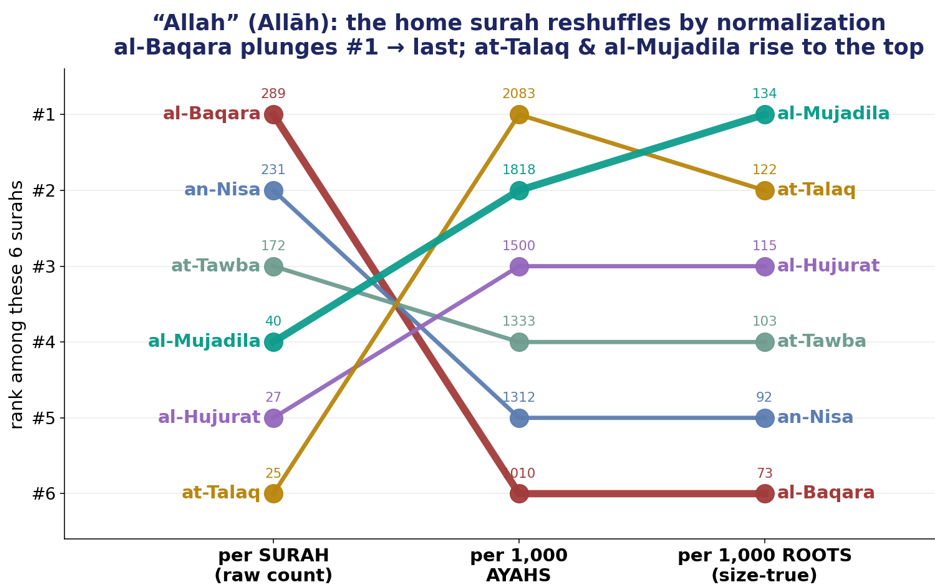 “Allah” (Allāh): the home surah reshuffles by normalization
al-Baqara plunges #1 → last; at-Talaq & al-Mujadila rise to the top
rank among these 6 surahs
289 2083 134
#1 al-Baqara al-Mujadila
231 1818 122
#2 an-Nisa at-Talaq
172 1500 115
#3 at-Tawba al-Hujurat
40 1333 103
#4 al-Mujadila at-Tawba
27 1312 92
#5 al-Hujurat an-Nisa
25 1010 73
#6 at-Talaq al-Baqara
per SURAH per 1,000 per 1,000 ROOTS
(raw count) AYAHS (size-true)